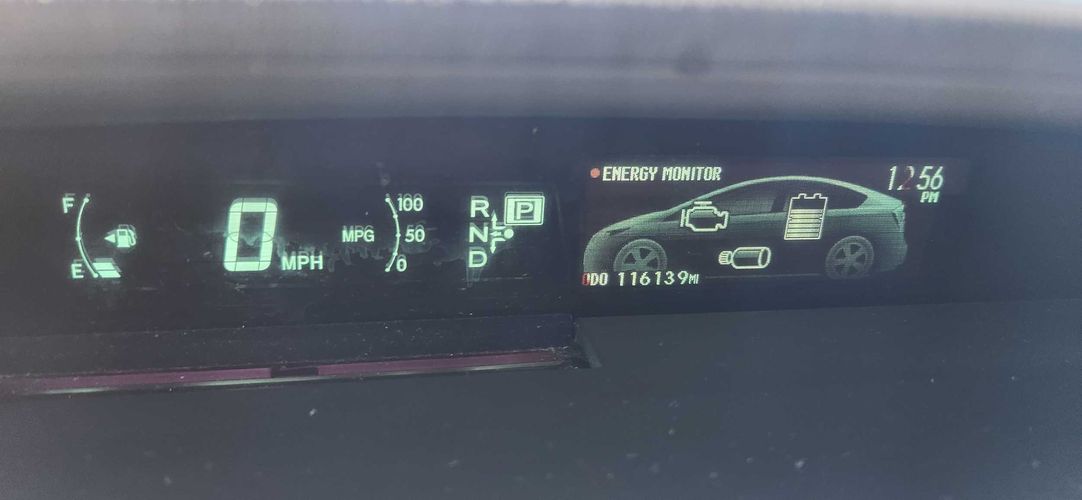 F
E
0 MPH
MPG
100
50
0
R
N
D
P
ENERGY MONITOR
12:56
PM
ODO 116139MI